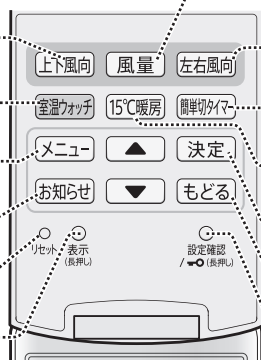 上下風向 風量 左右風向
室温ウォッチ 15℃暖房 簡単切タイマー
メニュー ▲ 決定
お知らせ ▼ もどる
リセット 表示 (長押し) 設定確認 / (長押し)